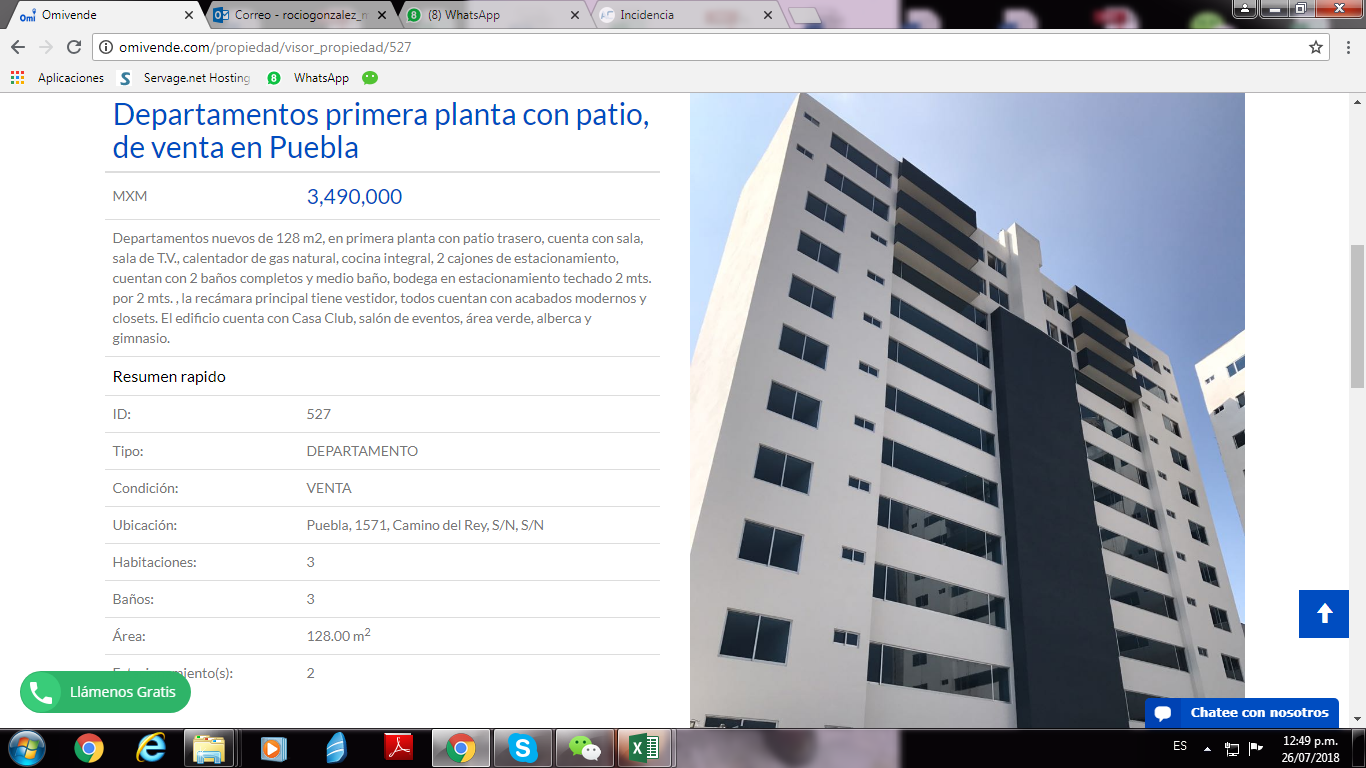 Omivende
Correo - rociogonzalez_n
(8) WhatsApp
Incidencia
omivende.com/propiedad/visor_propiedad/527
Aplicaciones
Servage.net Hosting
WhatsApp
Departamentos primera planta con patio,
de venta en Puebla
MXM 3,490,000
Departamentos nuevos de 128 m2, en primera planta con patio trasero, cuenta con sala,
sala de T.V., calentador de gas natural, cocina integral, 2 cajones de estacionamiento,
cuentan con 2 baños completos y medio baño, bodega en estacionamiento techado 2 mts.
por 2 mts. , la recámara principal tiene vestidor, todos cuentan con acabados modernos y
closets. El edificio cuenta con Casa Club, salón de eventos, área verde, alberca y
gimnasio.
Resumen rapido
ID: 527
Tipo: DEPARTAMENTO
Condición: VENTA
Ubicación: Puebla, 1571, Camino del Rey, S/N, S/N
Habitaciones: 3
Baños: 3
Área: 128.00 m2
miento(s): 2
Llámenos Gratis
Chatee con nosotros
ES
12:49 p.m.
26/07/2018